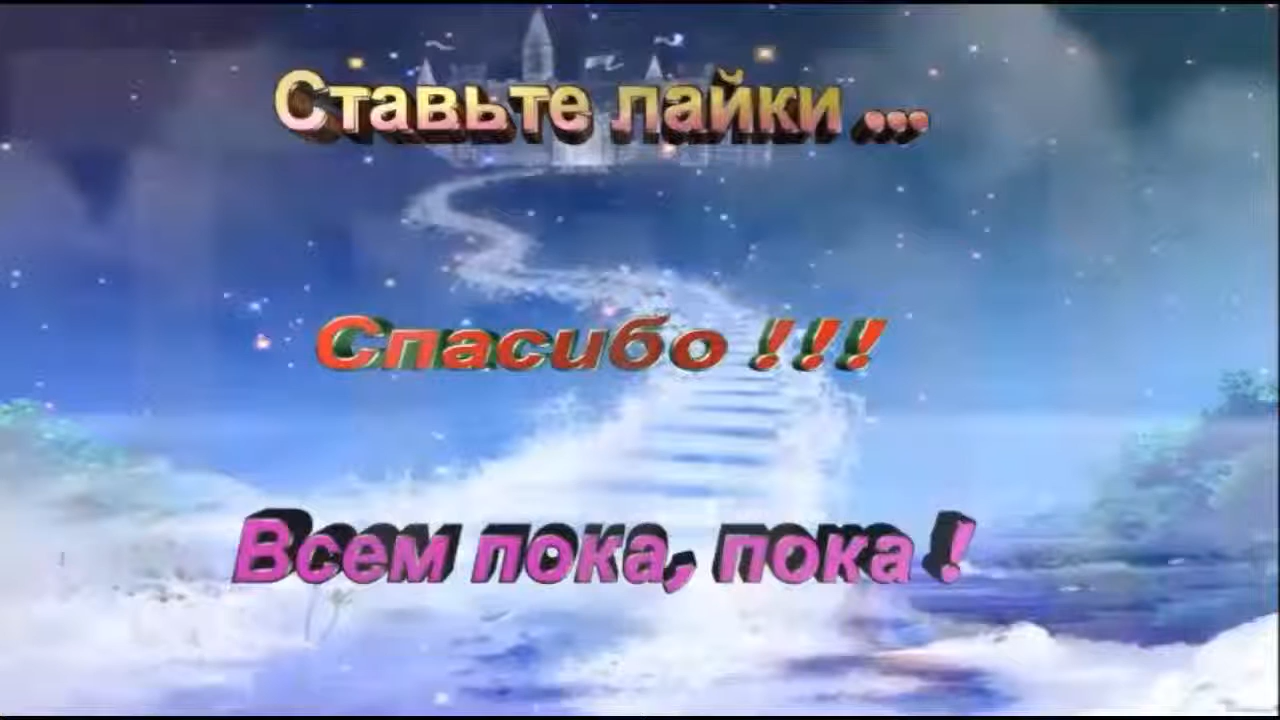 Ставьте лайки ...
Спасибо !!!
Всем пока, пока !